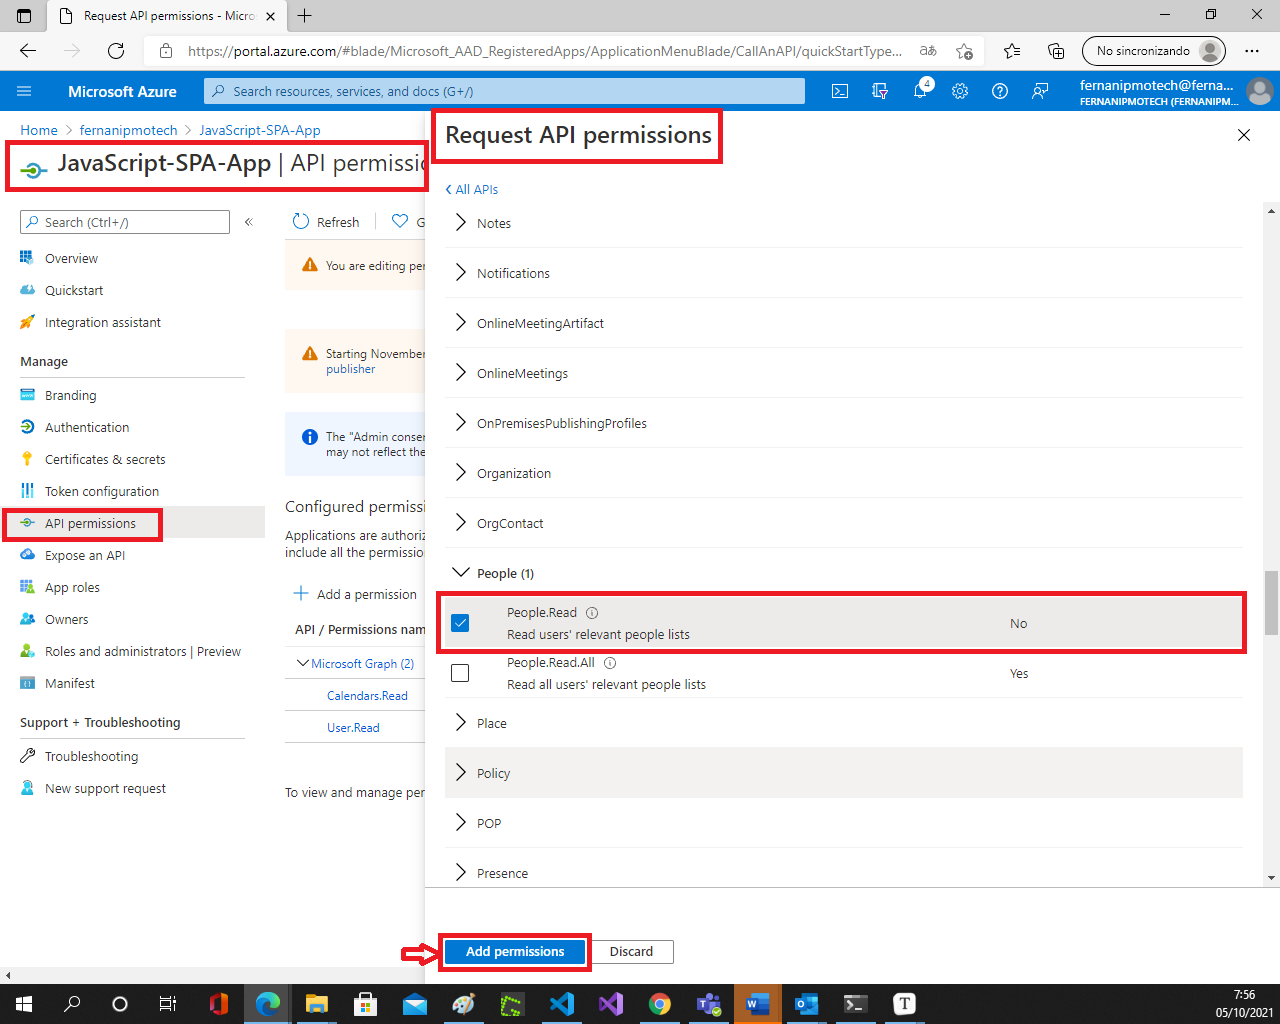 Request API permissions - Micro
https://portal.azure.com/#blade/Microsoft_AAD_RegisteredApps/ApplicationMenuBlade/CallAnAPI/quickStartType...
aあ
No sincronizando
Microsoft Azure
Search resources, services, and docs (G+/)
4
fernanipmotech@ferna...
FERNANIPMOTECH (FERNANIPM...
Home > fernanipmotech > JavaScript-SPA-App
JavaScript-SPA-App | API permissio
Search (Ctrl+/)
«
Overview
Quickstart
Integration assistant
Manage
Branding
Authentication
Certificates & secrets
Token configuration
API permissions
Expose an API
App roles
Owners
Roles and administrators | Preview
Manifest
Support + Troubleshooting
Troubleshooting
New support request
Refresh
G
You are editing per
Starting November
publisher
The "Admin conser
may not reflect the
Configured permissi
Applications are authoriz
include all the permission
Add a permission
API / Permissions nam
Microsoft Graph (2)
Calendars.Read
User.Read
To view and manage per
Request API permissions
All APIs
Notes
Notifications
OnlineMeetingArtifact
OnlineMeetings
OnPremisesPublishingProfiles
Organization
OrgContact
People (1)
People.Read
Read users' relevant people lists
No
People.Read.All
Read all users' relevant people lists
Yes
Place
Policy
POP
Presence
Add permissions
Discard
7:56
05/10/2021